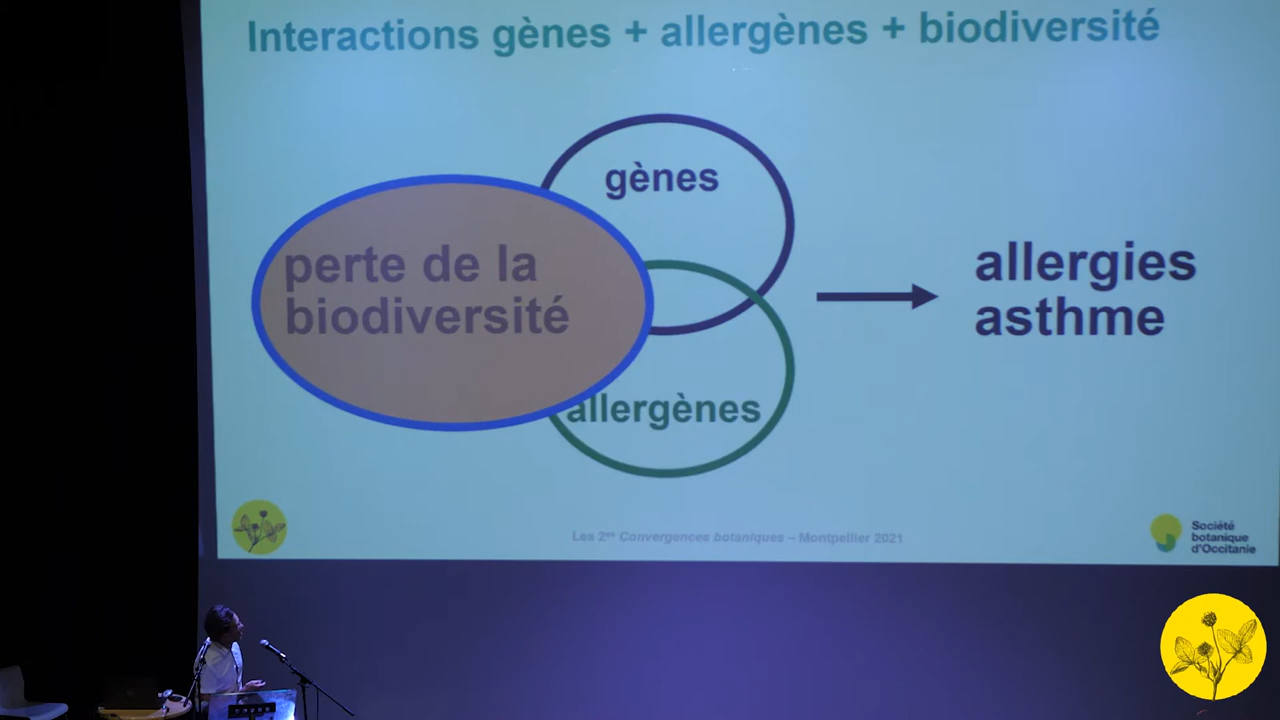 Interactions gènes + allergènes + biodiversité
gènes
perte de la
biodiversité
allergènes
allergies
asthme
Les 2es Convergences botaniques – Montpellier 2021
Société
botanique
d'Occitanie